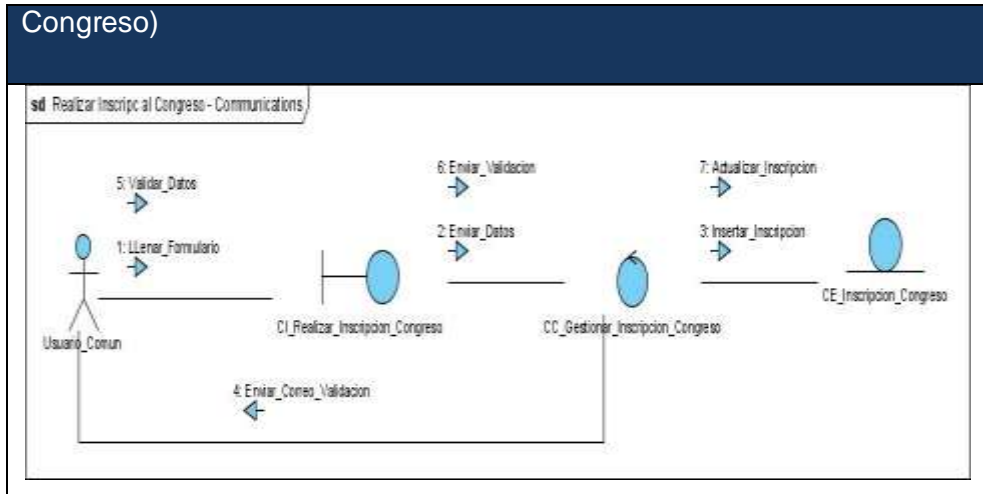 Congreso)
sd Realizar Inscripc al Congreso - Communications
5: Validar_Datos
6: Enviar_Validacion
7: Actualizar_Inscripcion
1: LLenar_Formulario
2: Enviar_Datos
3: Insertar_Inscripcion
CE_Inscripcion_Congreso
CI_Realizar_Inscripcion_Congreso
CC_Gestionar_Inscripcion_Congreso
Usuario_Comun
4: Enviar_Correo_Validacion